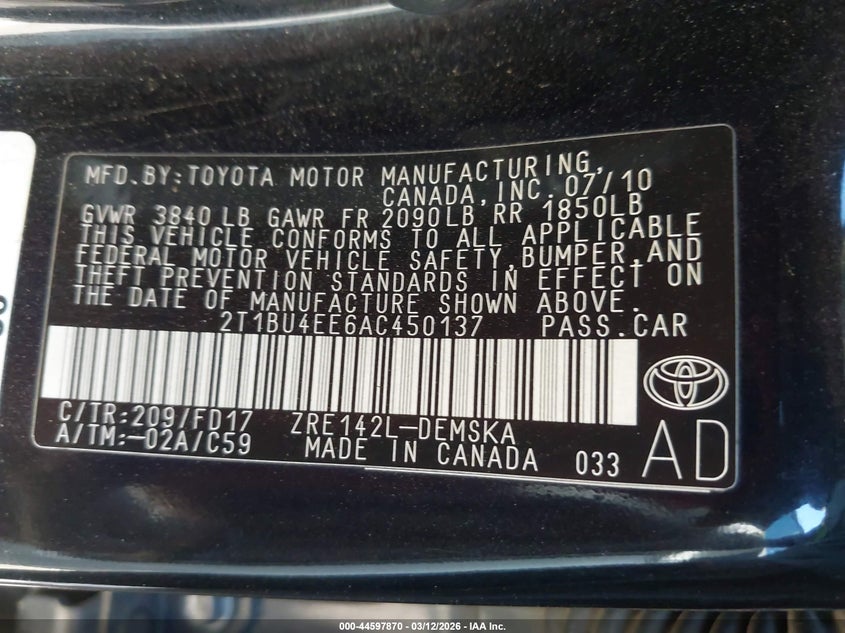 MFD. BY: TOYOTA MOTOR MANUFACTURING,
CANADA, INC. 07/10
GVWR 3840 LB GAWR FR 2090LB RR 1850LB
THIS VEHICLE CONFORMS TO ALL APPLICABLE
FEDERAL MOTOR VEHICLE SAFETY, BUMPER, AND
THEFT PREVENTION STANDARDS IN EFFECT ON
THE DATE OF MANUFACTURE SHOWN ABOVE.
2T1BU4EE6AC450137 PASS.CAR
C/TR:209/FD17 ZRE142L-DEMSKA
A/TM:-02A/C59 MADE IN CANADA 033 AD
000-44597870 - 03/12/2026 - IAA Inc.